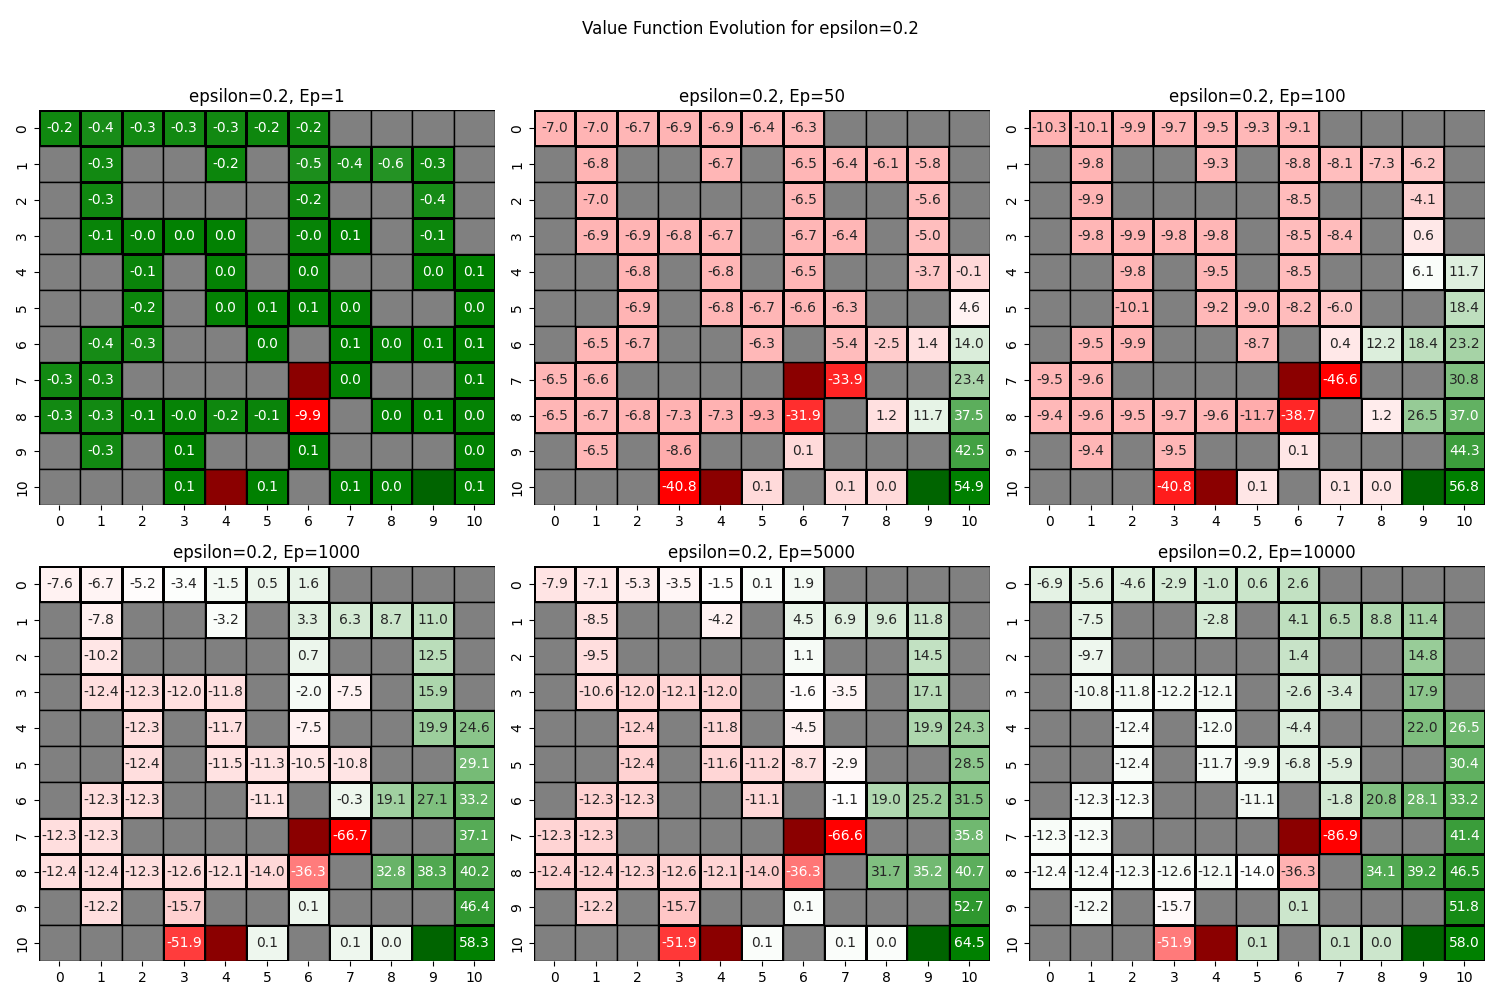 Value Function Evolution for epsilon=0.2
epsilon=0.2, Ep=1
0 -0.2 -0.4 -0.3 -0.3 -0.3 -0.2 -0.2
1 -0.3 -0.2 -0.5 -0.4 -0.6 -0.3
2 -0.3 -0.2 -0.4
3 -0.1 -0.0 0.0 0.0 -0.0 0.1 -0.1
4 -0.1 0.0 0.0 0.0 0.1
5 -0.2 0.0 0.1 0.1 0.0 0.0
6 -0.4 -0.3 0.0 0.1 0.0 0.1 0.1
7 -0.3 -0.3 0.0 0.1
8 -0.3 -0.3 -0.1 -0.0 -0.2 -0.1 -9.9 0.0 0.1 0.0
9 -0.3 0.1 0.1 0.0
10 0.1 0.1 0.1 0.0 0.1
0 1 2 3 4 5 6 7 8 9 10
epsilon=0.2, Ep=50
0 -7.0 -7.0 -6.7 -6.9 -6.9 -6.4 -6.3
1 -6.8 -6.7 -6.5 -6.4 -6.1 -5.8
2 -7.0 -6.5 -5.6
3 -6.9 -6.9 -6.8 -6.7 -6.7 -6.4 -5.0
4 -6.8 -6.8 -6.5 -3.7 -0.1
5 -6.9 -6.8 -6.7 -6.6 -6.3 4.6
6 -6.5 -6.7 -6.3 -5.4 -2.5 1.4 14.0
7 -6.5 -6.6 -33.9 23.4
8 -6.5 -6.7 -6.8 -7.3 -7.3 -9.3 -31.9 1.2 11.7 37.5
9 -6.5 -8.6 0.1 42.5
10 -40.8 0.1 0.1 0.0 54.9
0 1 2 3 4 5 6 7 8 9 10
epsilon=0.2, Ep=100
0 -10.3 -10.1 -9.9 -9.7 -9.5 -9.3 -9.1
1 -9.8 -9.3 -8.8 -8.1 -7.3 -6.2
2 -9.9 -8.5 -4.1
3 -9.8 -9.9 -9.8 -9.8 -8.5 -8.4 0.6
4 -9.8 -9.5 -8.5 6.1 11.7
5 -10.1 -9.2 -9.0 -8.2 -6.0 18.4
6 -9.5 -9.9 -8.7 0.4 12.2 18.4 23.2
7 -9.5 -9.6 -46.6 30.8
8 -9.4 -9.6 -9.5 -9.7 -9.6 -11.7 -38.7 1.2 26.5 37.0
9 -9.4 -9.5 0.1 44.3
10 -40.8 0.1 0.1 0.0 56.8
0 1 2 3 4 5 6 7 8 9 10
epsilon=0.2, Ep=1000
0 -7.6 -6.7 -5.2 -3.4 -1.5 0.5 1.6
1 -7.8 -3.2 3.3 6.3 8.7 11.0
2 -10.2 0.7 12.5
3 -12.4 -12.3 -12.0 -11.8 -2.0 -7.5 15.9
4 -12.3 -11.7 -7.5 19.9 24.6
5 -12.4 -11.5 -11.3 -10.5 -10.8 29.1
6 -12.3 -12.3 -11.1 -0.3 19.1 27.1 33.2
7 -12.3 -12.3 -66.7 37.1
8 -12.4 -12.4 -12.3 -12.6 -12.1 -14.0 -36.3 32.8 38.3 40.2
9 -12.2 -15.7 0.1 46.4
10 -51.9 0.1 0.1 0.0 58.3
0 1 2 3 4 5 6 7 8 9 10
epsilon=0.2, Ep=5000
0 -7.9 -7.1 -5.3 -3.5 -1.5 0.1 1.9
1 -8.5 -4.2 4.5 6.9 9.6 11.8
2 -9.5 1.1 14.5
3 -10.6 -12.0 -12.1 -12.0 -1.6 -3.5 17.1
4 -12.4 -11.8 -4.5 19.9 24.3
5 -12.4 -11.6 -11.2 -8.7 -2.9 28.5
6 -12.3 -12.3 -11.1 -1.1 19.0 25.2 31.5
7 -12.3 -12.3 -66.6 35.8
8 -12.4 -12.4 -12.3 -12.6 -12.1 -14.0 -36.3 31.7 35.2 40.7
9 -12.2 -15.7 0.1 52.7
10 -51.9 0.1 0.1 0.0 64.5
0 1 2 3 4 5 6 7 8 9 10
epsilon=0.2, Ep=10000
0 -6.9 -5.6 -4.6 -2.9 -1.0 0.6 2.6
1 -7.5 -2.8 4.1 6.5 8.8 11.4
2 -9.7 1.4 14.8
3 -10.8 -11.8 -12.2 -12.1 -2.6 -3.4 17.9
4 -12.4 -12.0 -4.4 22.0 26.5
5 -12.4 -11.7 -9.9 -6.8 -5.9 30.4
6 -12.3 -12.3 -11.1 -1.8 20.8 28.1 33.2
7 -12.3 -12.3 -86.9 41.4
8 -12.4 -12.4 -12.3 -12.6 -12.1 -14.0 -36.3 34.1 39.2 46.5
9 -12.2 -15.7 0.1 51.8
10 -51.9 0.1 0.1 0.0 58.0
0 1 2 3 4 5 6 7 8 9 10